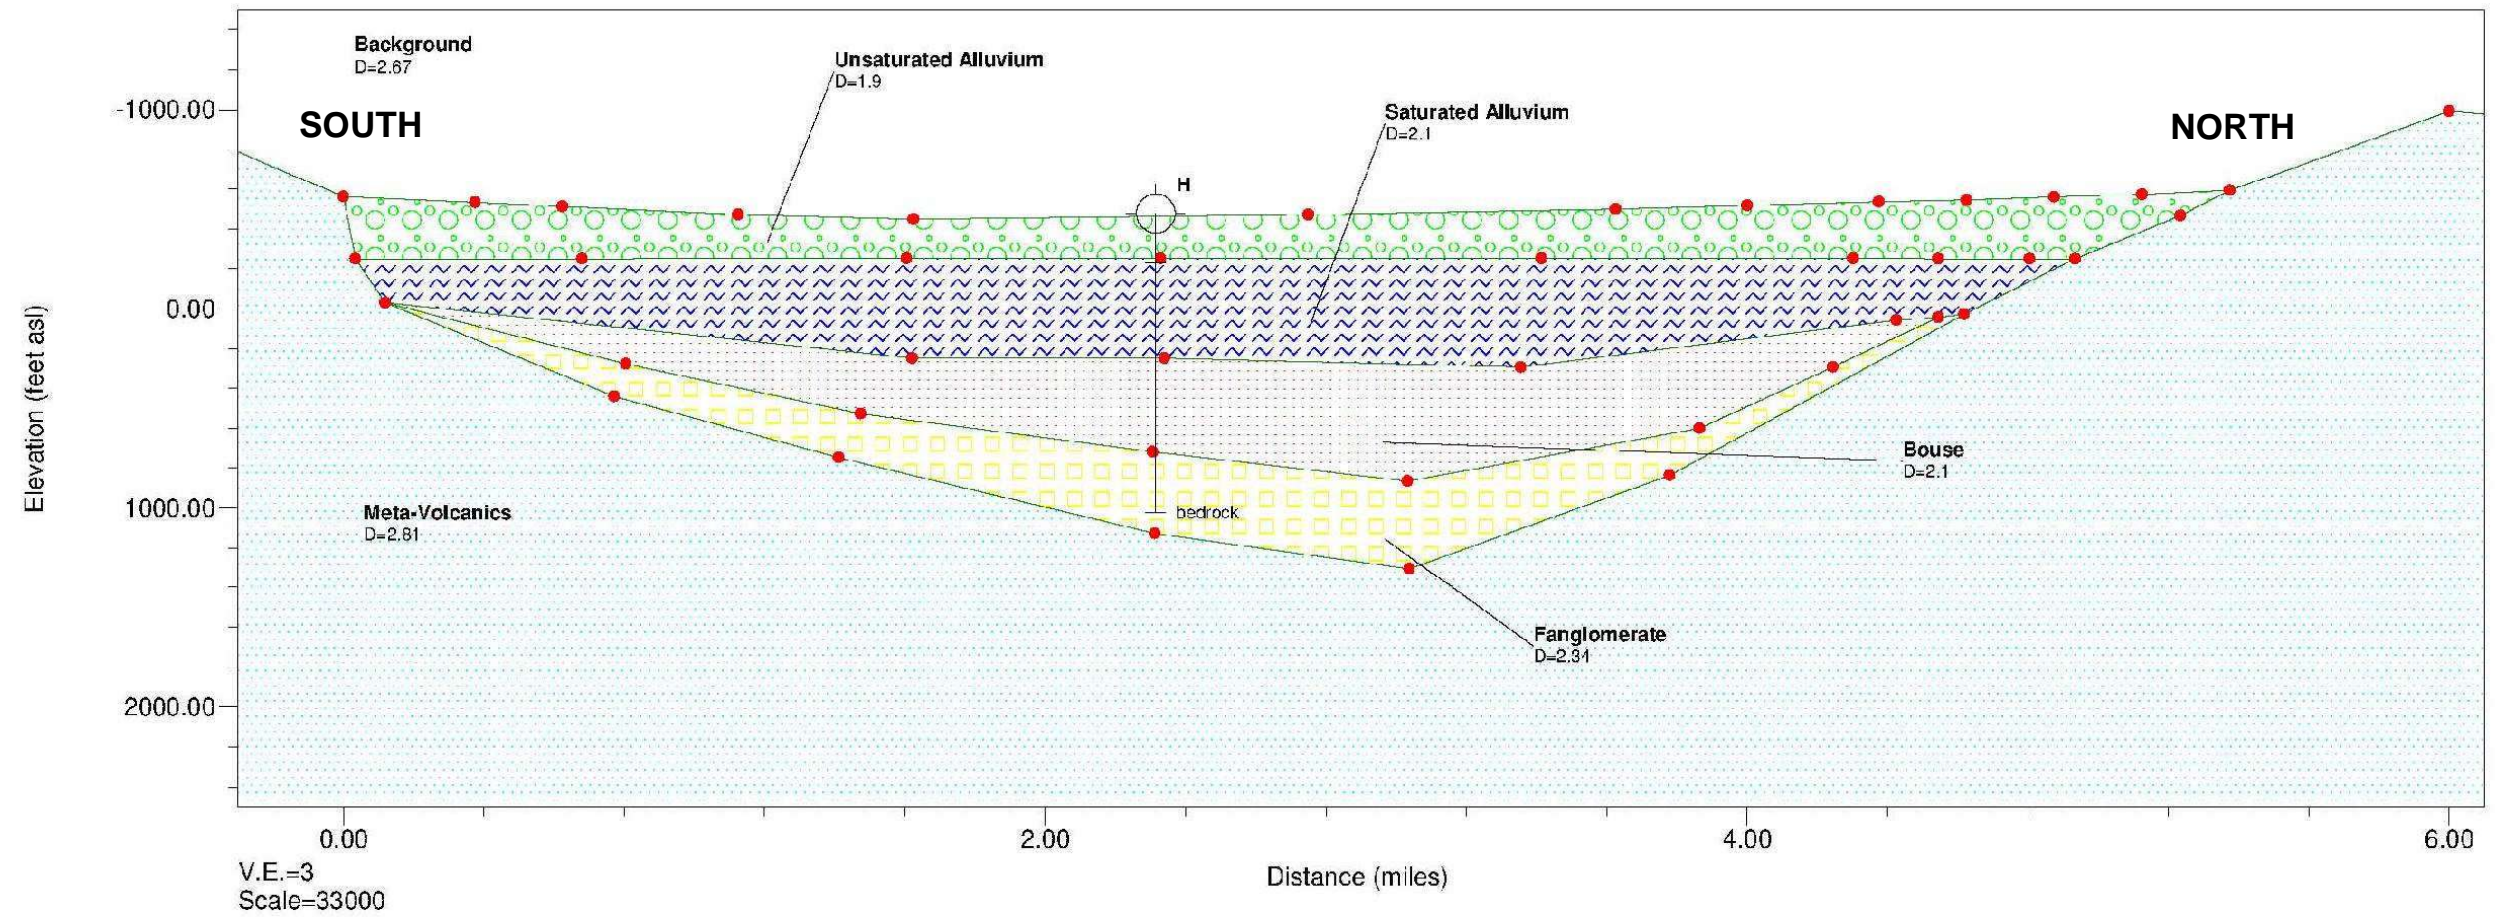 Background
D=2.67
Unsaturated Alluvium
D=1.9
Saturated Alluvium
D=2.1
SOUTH
NORTH
H
-1000.00
0.00
1000.00
2000.00
Elevation (feet asl)
Bouse
D=2.1
Meta-Volcanics
D=2.81
bedrock
Fanglomerate
D=2.34
0.00
2.00
4.00
6.00
Distance (miles)
V.E.=3
Scale=33000